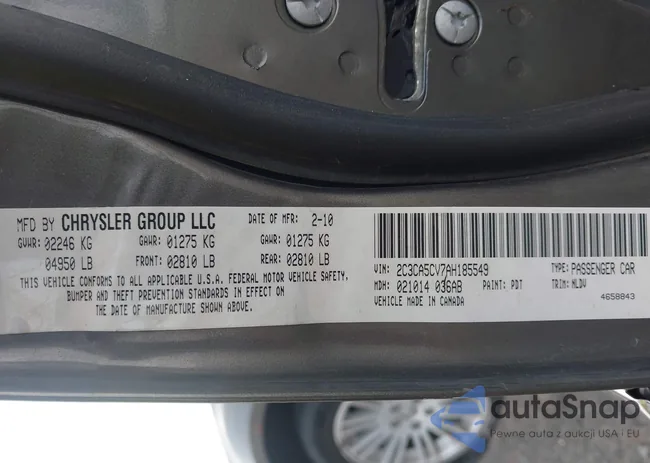 MFD BY CHRYSLER GROUP LLC DATE OF MFR: 2-10
GVWR: 02246 KG GAWR: 01275 KG GAWR: 01275 KG
04950 LB FRONT: 02810 LB REAR: 02810 LB
THIS VEHICLE CONFORMS TO ALL APPLICABLE U.S.A. FEDERAL MOTOR VEHICLE SAFETY,
BUMPER AND THEFT PREVENTION STANDARDS IN EFFECT ON
THE DATE OF MANUFACTURE SHOWN ABOVE.
VIN: 2C3CA5CV7AH185549 TYPE: PASSENGER CAR
MDH: 021014 036AB PAINT: PDT TRIM: NLDV
VEHICLE MADE IN CANADA 4658843
autaSnap
Pewne auta z aukcji USA i EU